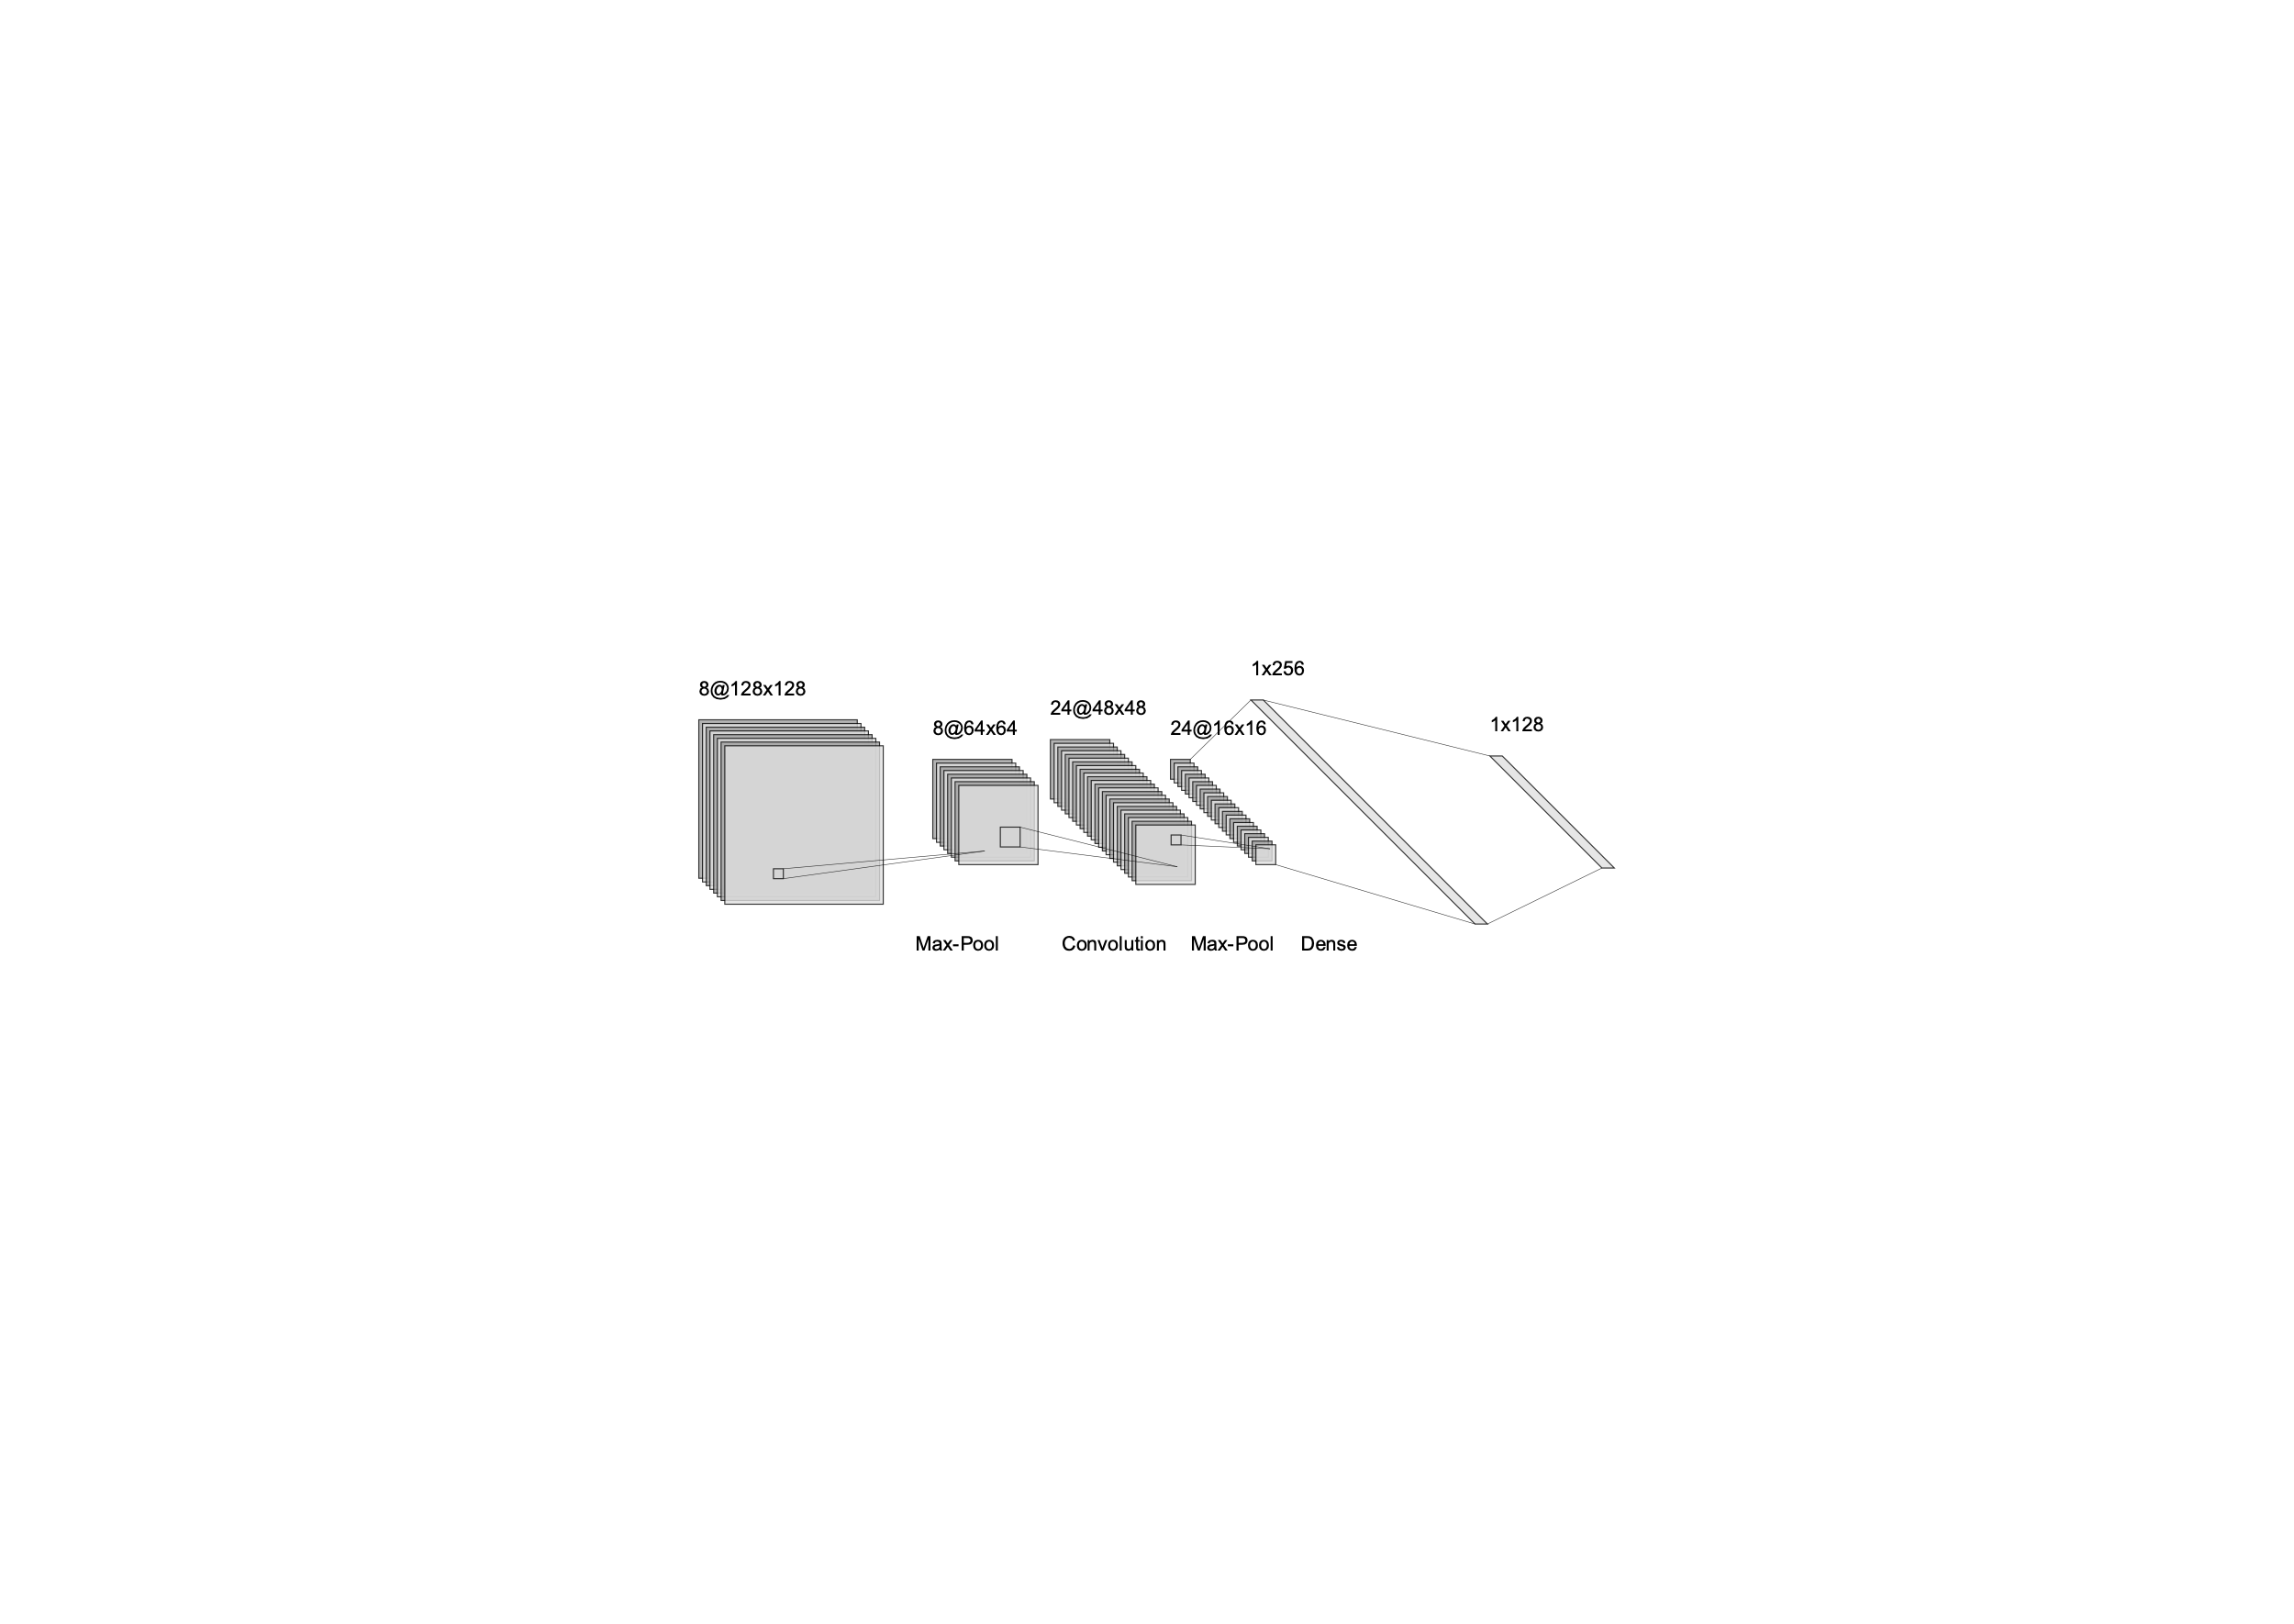 8@128x128
8@64x64
24@48x48
24@16x16
1x256
1x128
Max-Pool
Convolution
Max-Pool
Dense